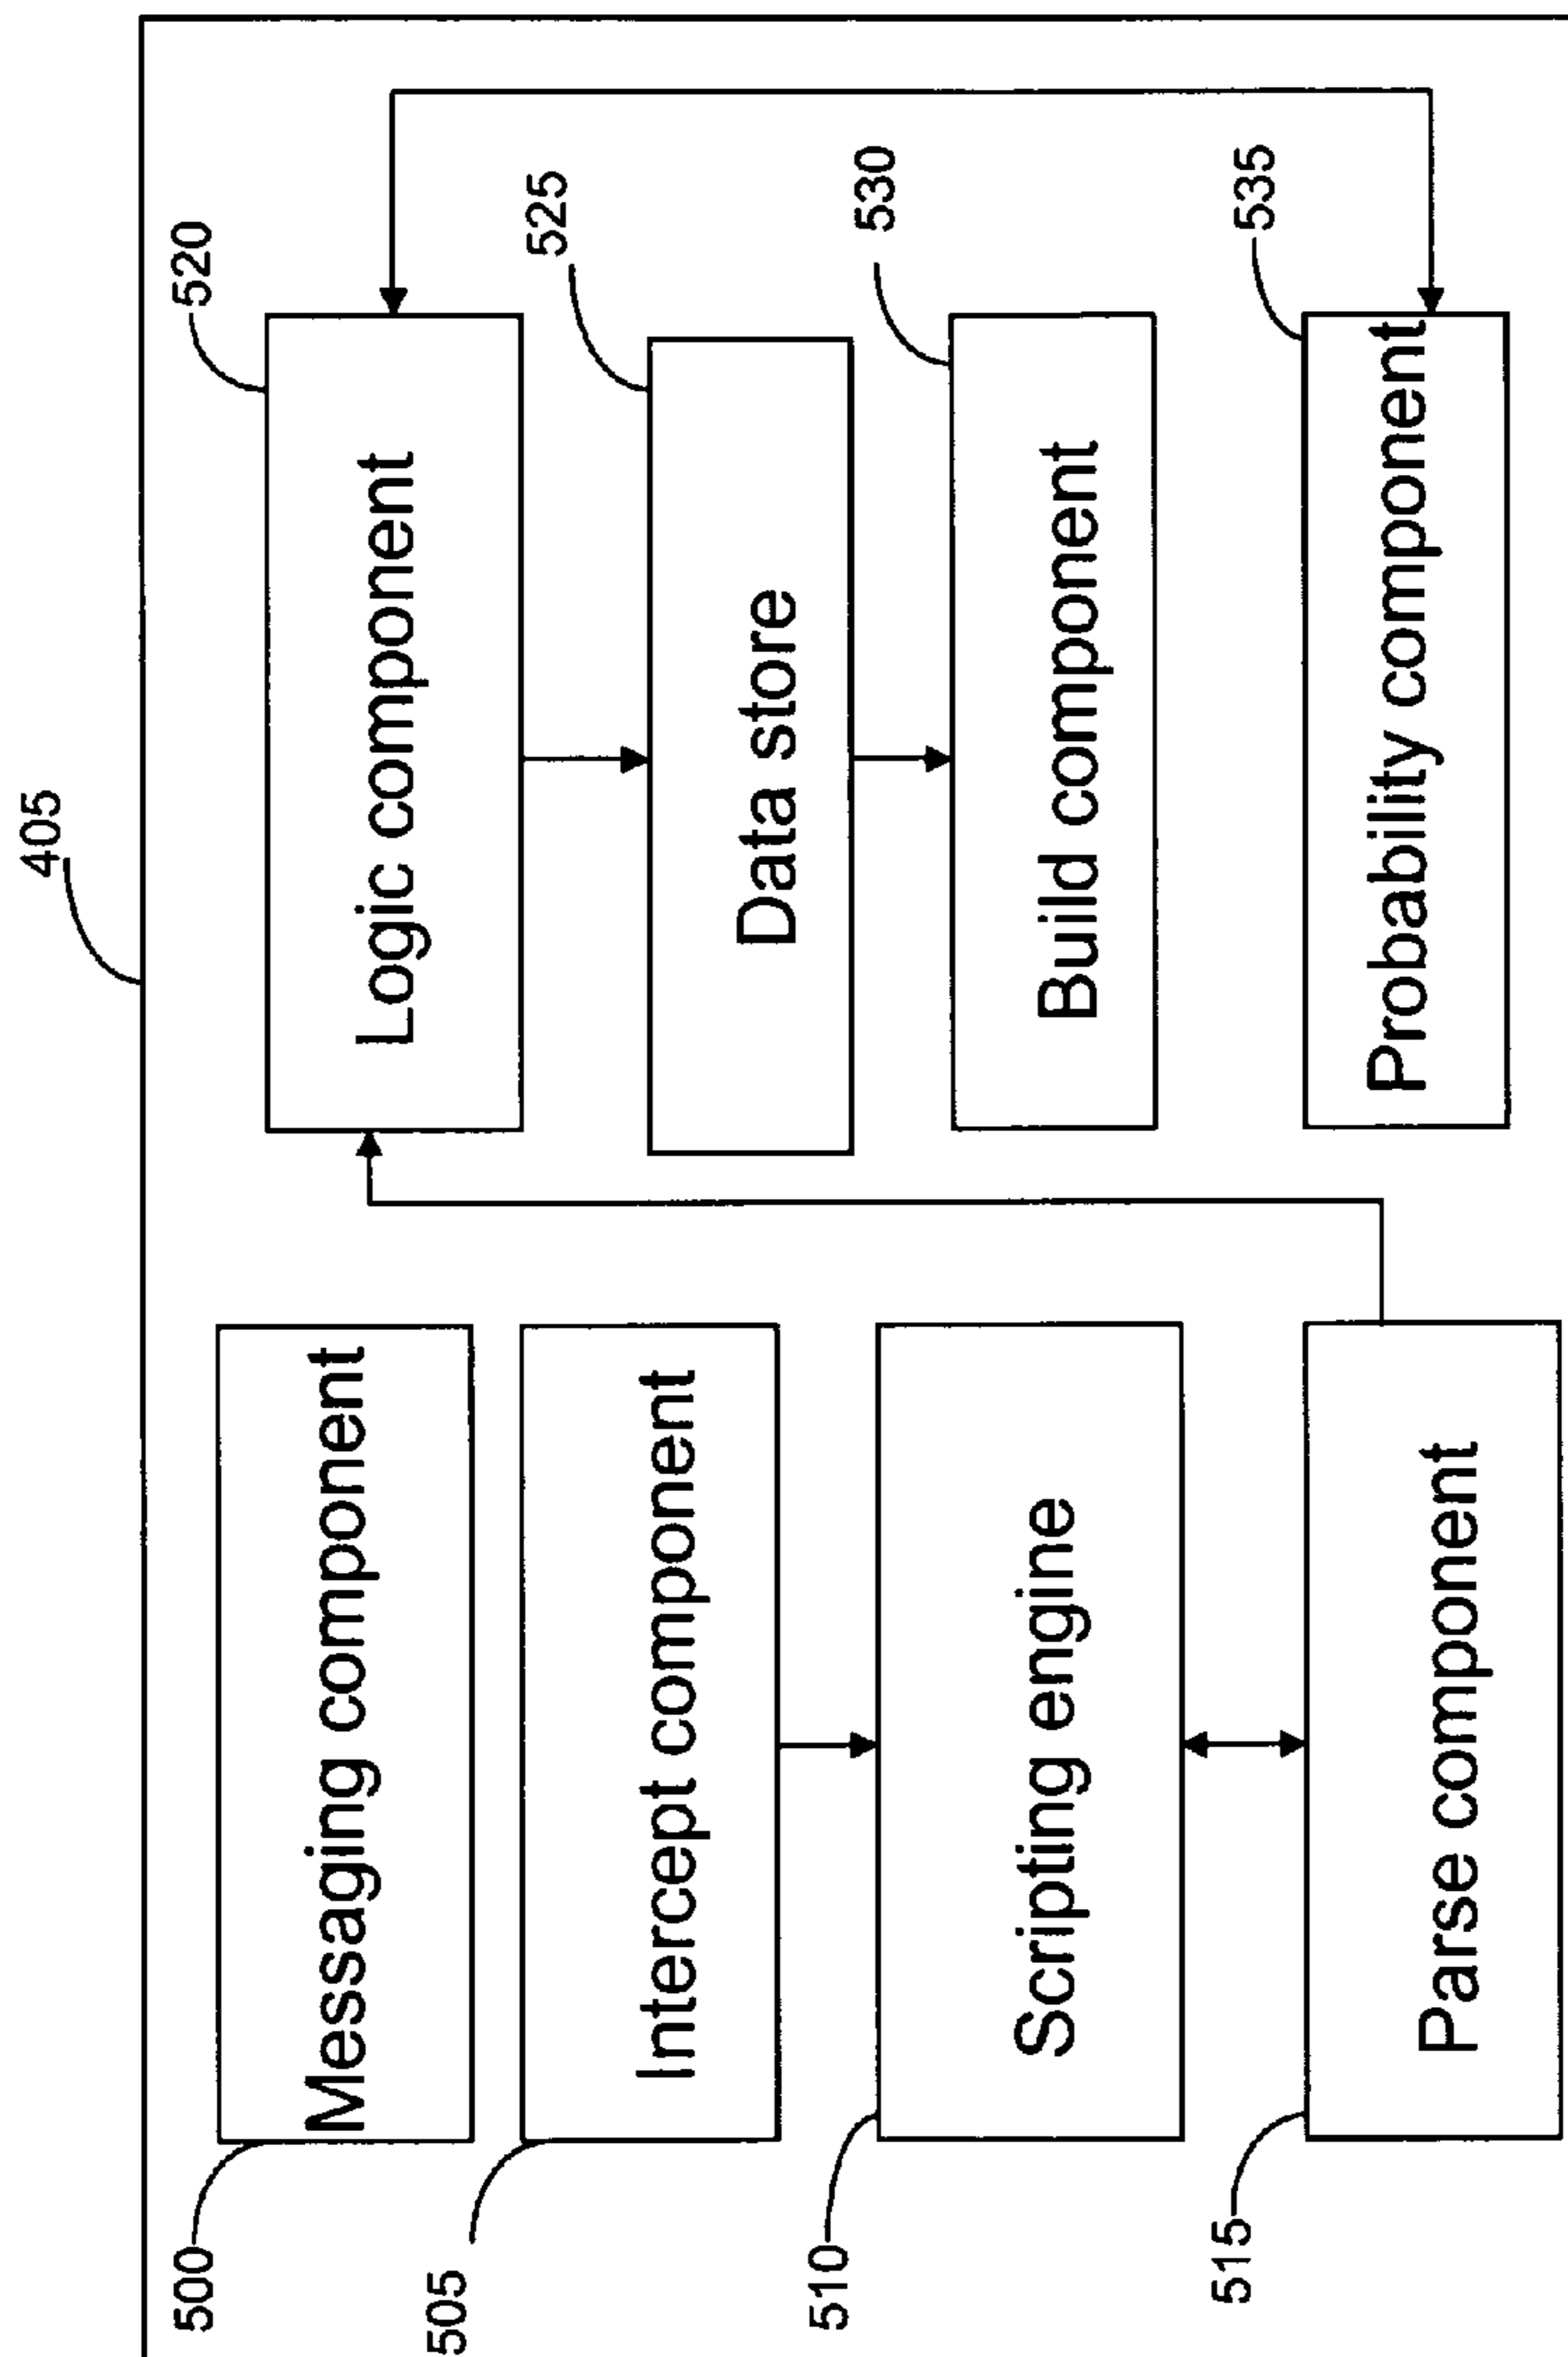 405
500
Messaging component
505
Intercept component
510
Scripting engine
515
Parse component
520
Logic component
525
Data store
530
Build component
535
Probability component